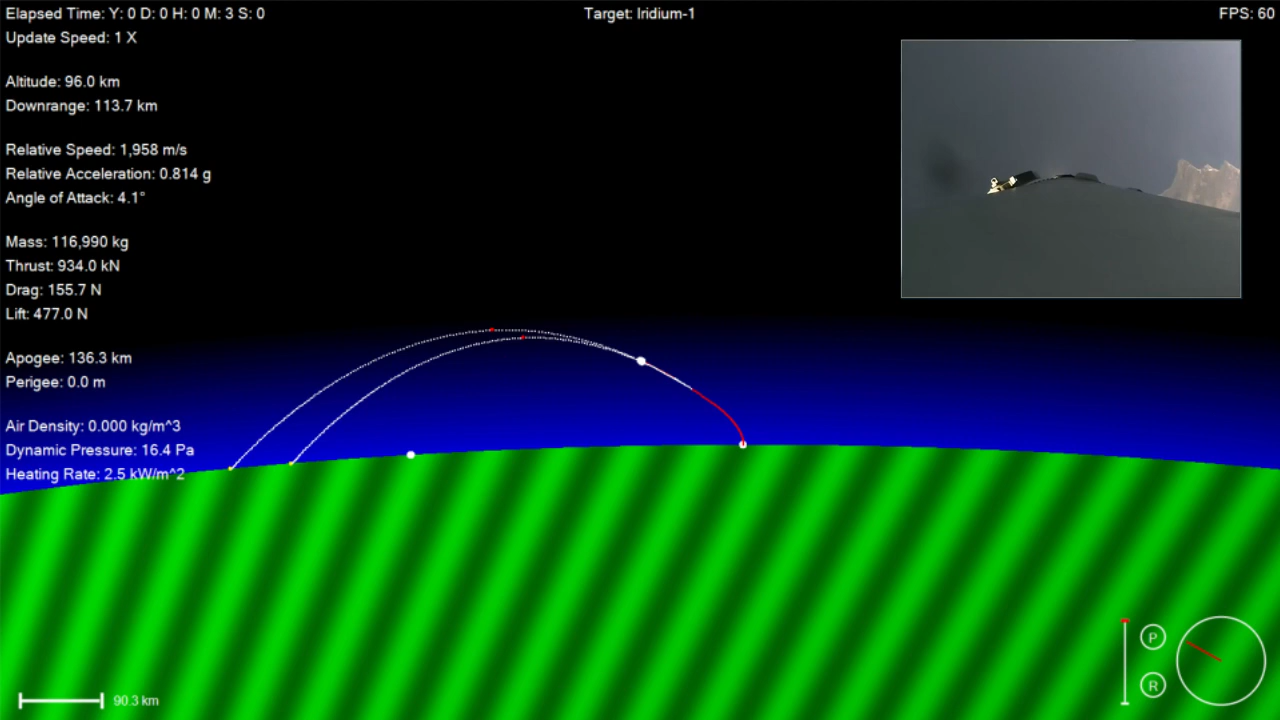 Elapsed Time: Y: 0 D: 0 H: 0 M: 3 S: 0
Target: Iridium-1
FPS: 60
Update Speed: 1 X
Altitude: 96.0 km
Downrange: 113.7 km
Relative Speed: 1,958 m/s
Relative Acceleration: 0.814 g
Angle of Attack: 4.1°
Mass: 116,990 kg
Thrust: 934.0 kN
Drag: 155.7 N
Lift: 477.0 N
Apogee: 136.3 km
Perigee: 0.0 m
Air Density: 0.000 kg/m^3
Dynamic Pressure: 16.4 Pa
Heating Rate: 2.5 kW/m^2
P
R
90.3 km